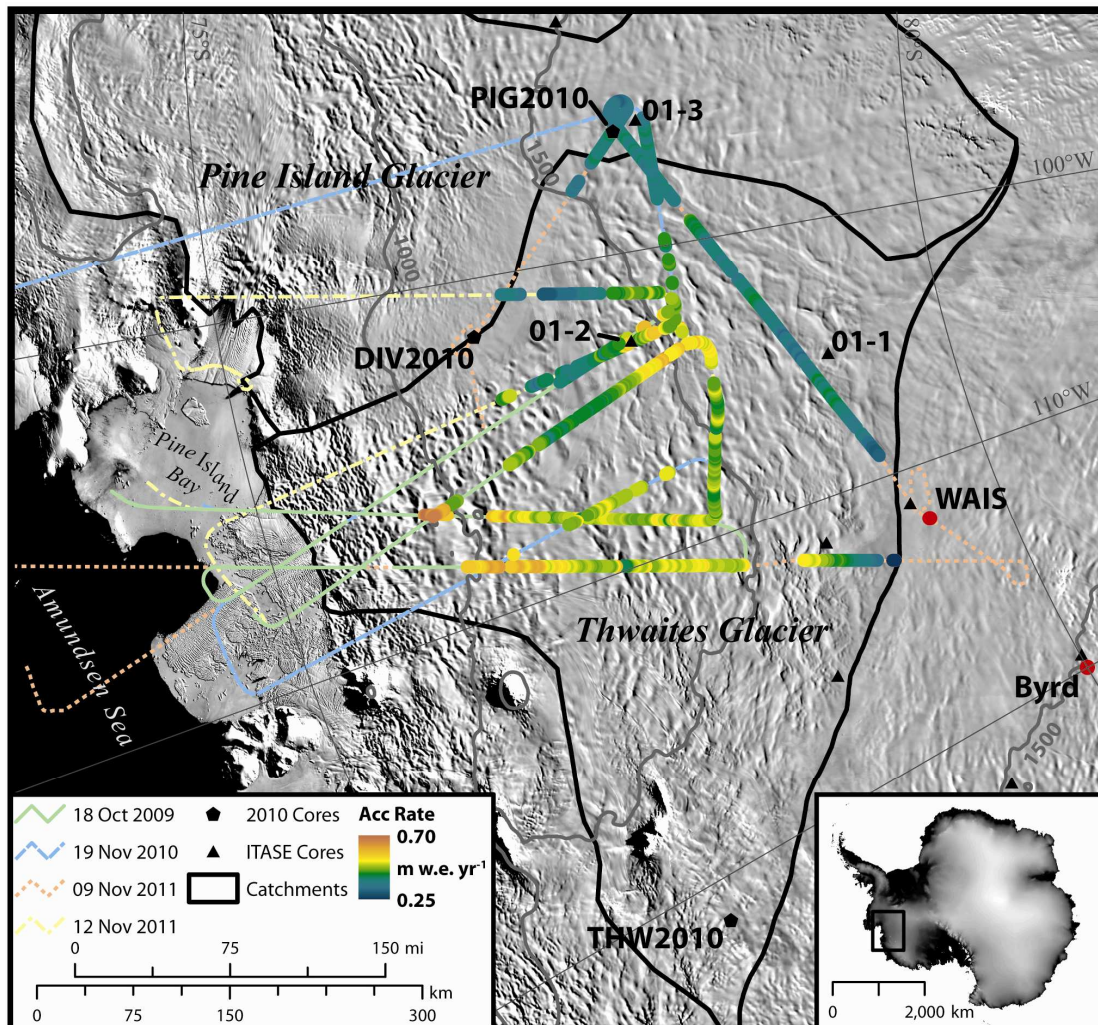 75°S
80°S
PIG2010
01-3
1500
100°W
Pine Island Glacier
1000
01-2
DIV2010
01-1
110°W
Pine Island
Bay
WAIS
Amundsen Sea
Thwaites Glacier
Byrd
1500
THW2010
18 Oct 2009
19 Nov 2010
09 Nov 2011
12 Nov 2011
2010 Cores
ITASE Cores
Catchments
Acc Rate
0.70
m w.e. yr⁻¹
0.25
0 75 150 mi
km
0 75 150 300
0 2,000 km